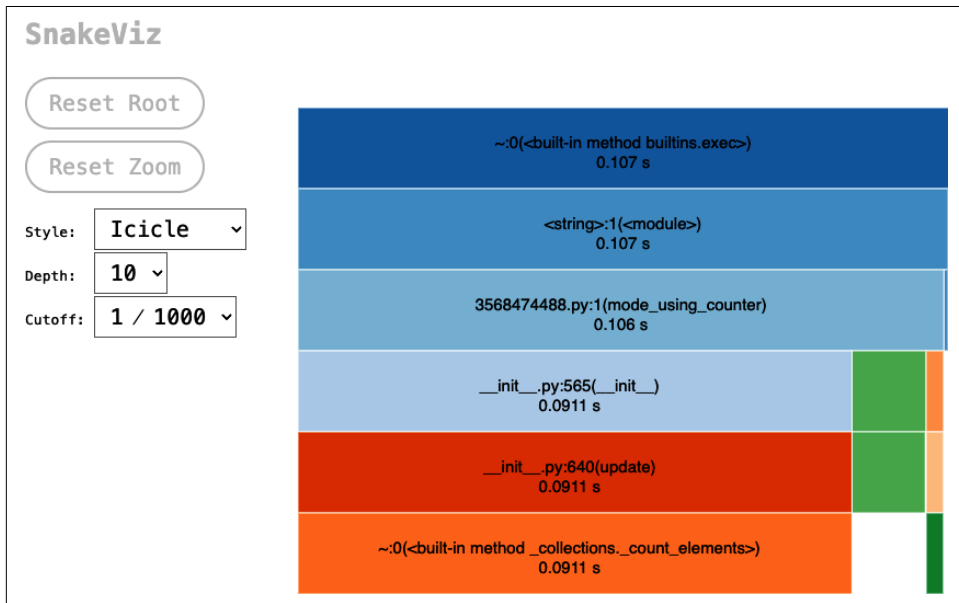 SnakeViz
Reset Root
Reset Zoom
Style: Icicle
Depth: 10
Cutoff: 1 / 1000
~:0(<built-in method builtins.exec>)
0.107 s
<string>:1(<module>)
0.107 s
3568474488.py:1(mode_using_counter)
0.106 s
__init__.py:565(__init__)
0.0911 s
__init__.py:640(update)
0.0911 s
~:0(<built-in method _collections._count_elements>)
0.0911 s